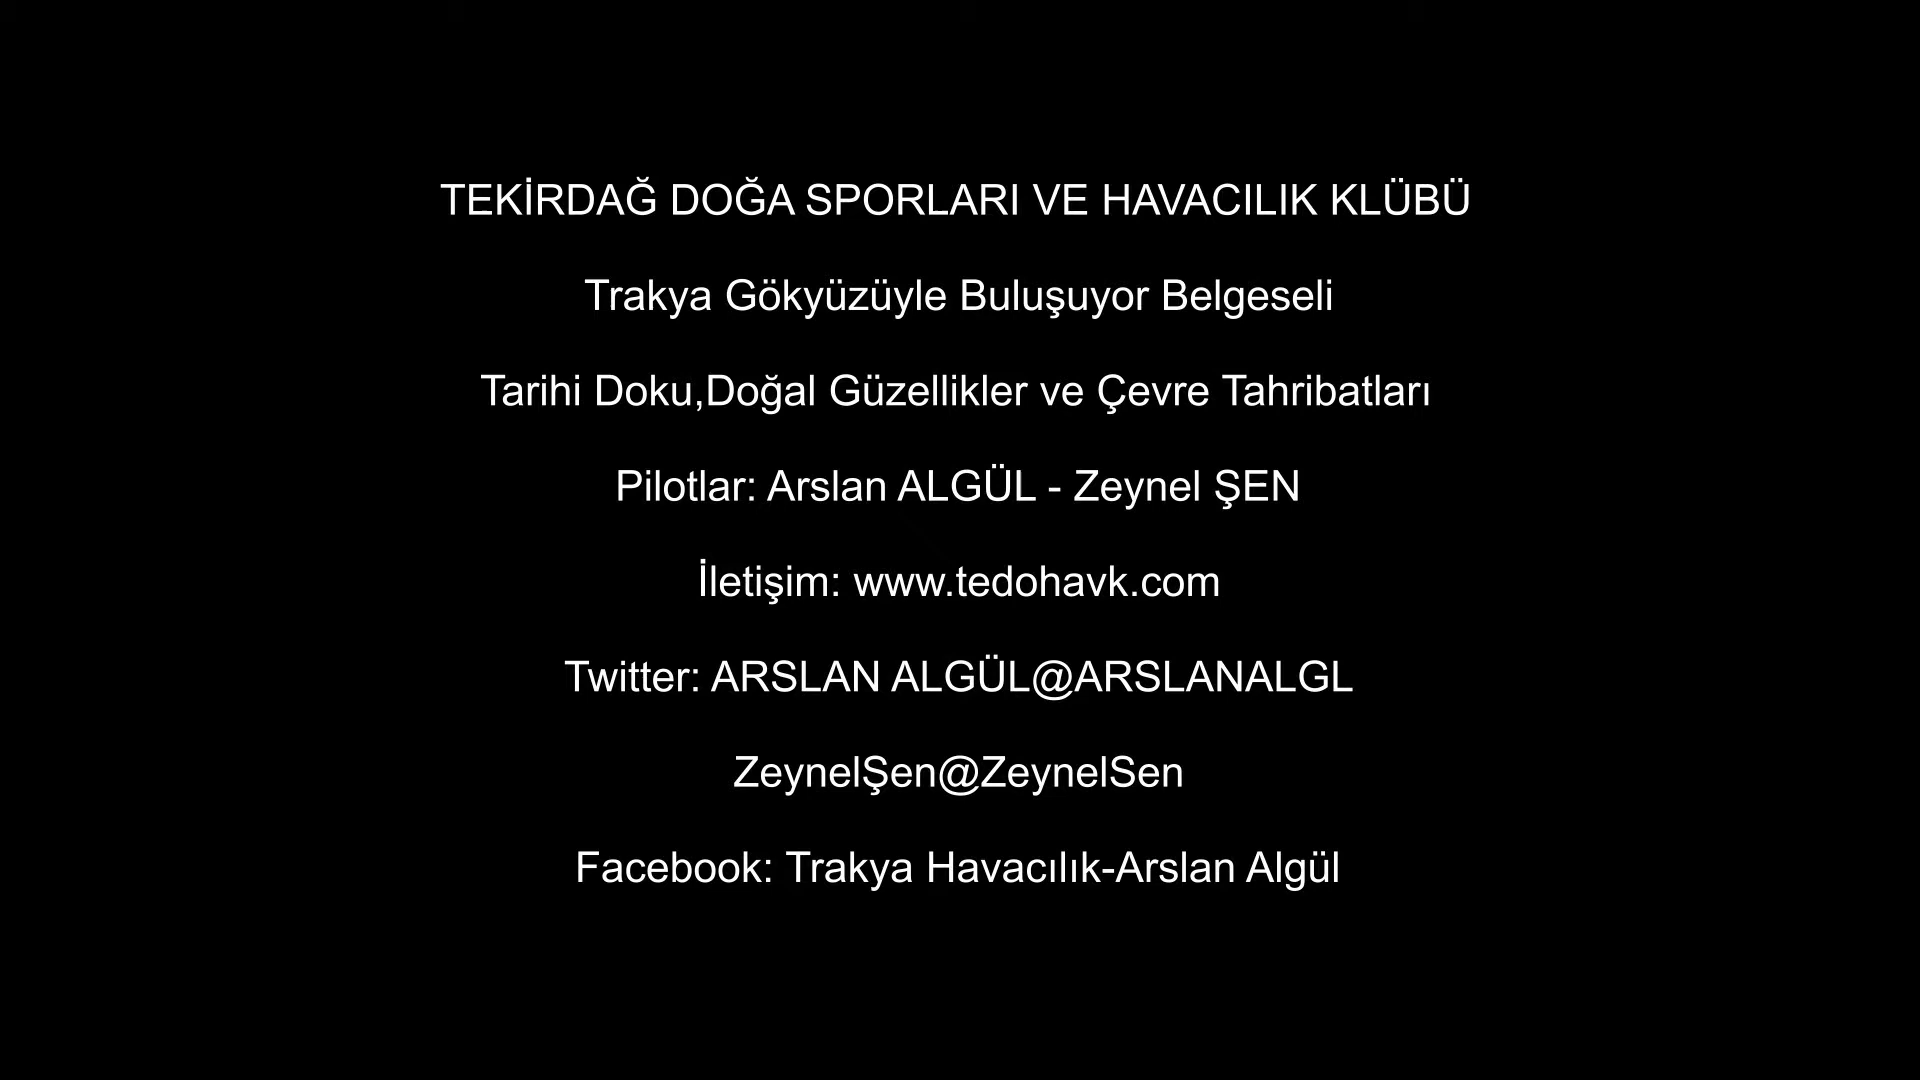 TEKİRDAĞ DOĞA SPORLARI VE HAVACILIK KLÜBÜ
Trakya Gökyüzüyle Buluşuyor Belgeseli
Tarihi Doku,Doğal Güzellikler ve Çevre Tahribatları
Pilotlar: Arslan ALGÜL - Zeynel ŞEN
İletişim: www.tedohavk.com
Twitter: ARSLAN ALGÜL@ARSLANALGL
ZeynelŞen@ZeynelSen
Facebook: Trakya Havacılık-Arslan Algül